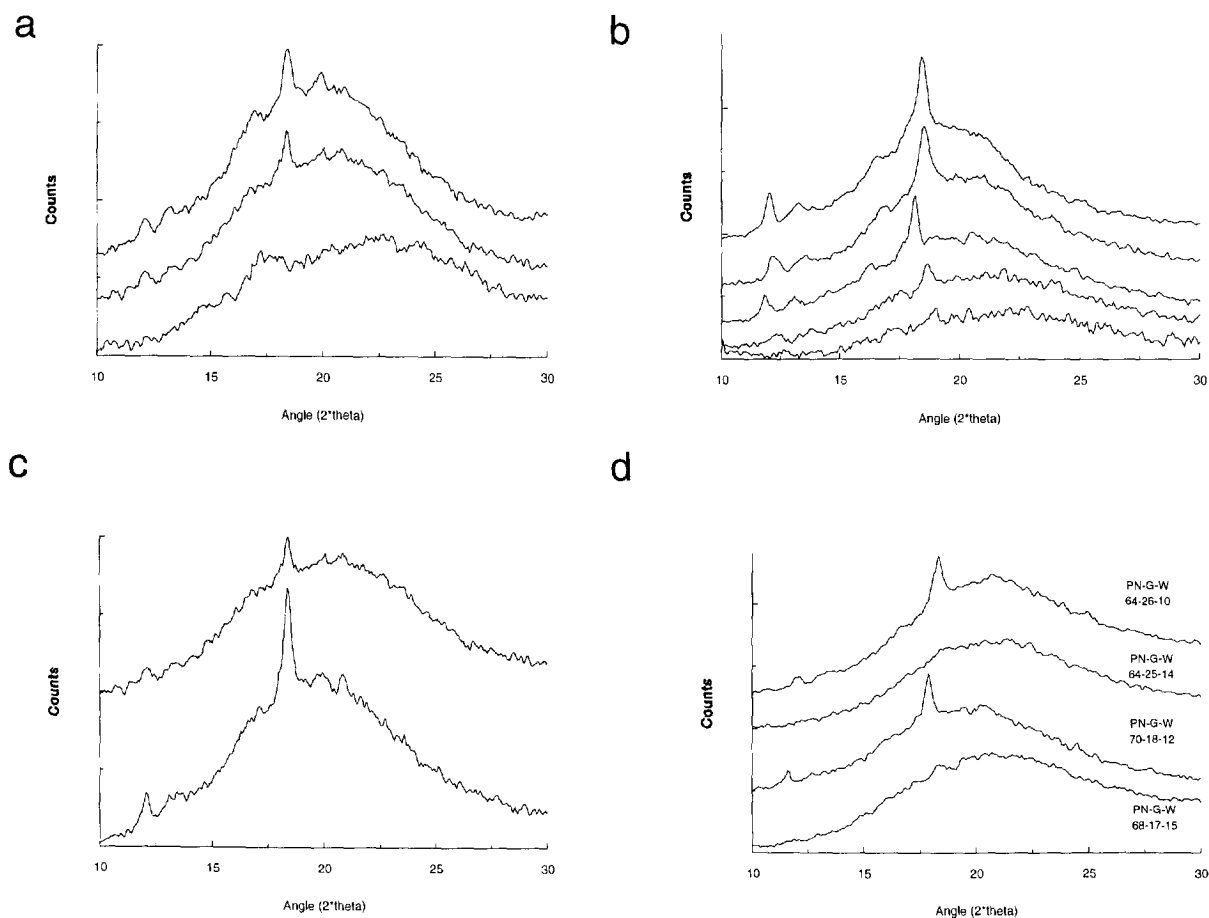 a
Counts
10 15 20 25 30
Angle (2*theta)
b
Counts
10 15 20 25 30
Angle (2*theta)
c
Counts
10 15 20 25 30
Angle (2*theta)
d
Counts
PN-G-W
64-26-10
PN-G-W
64-25-14
PN-G-W
70-18-12
PN-G-W
68-17-15
10 15 20 25 30
Angle (2*theta)